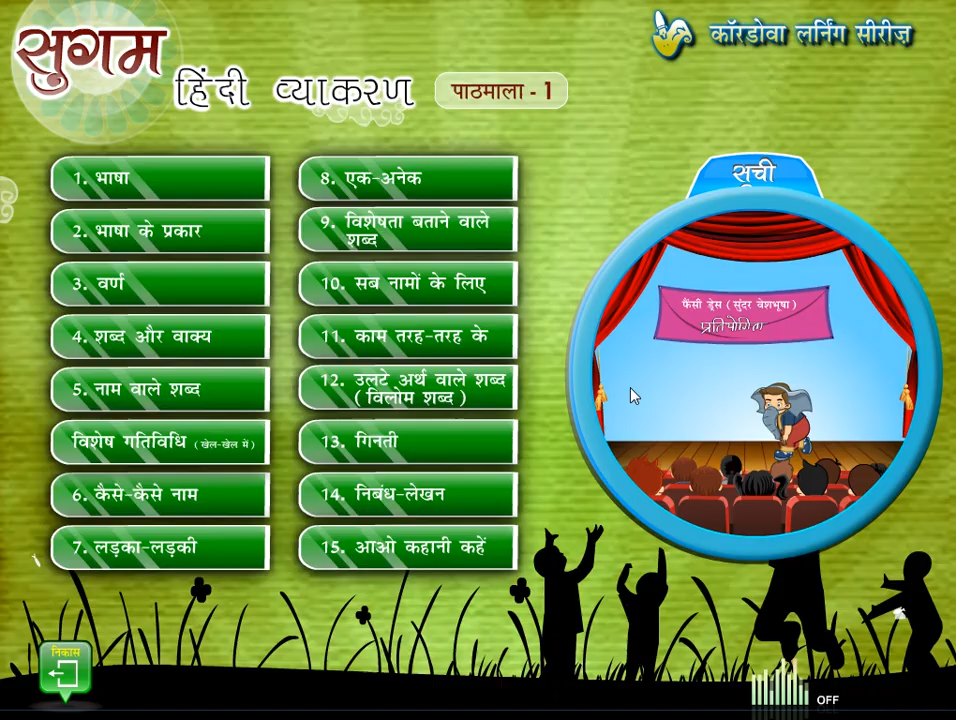 सुगम
हिंदी व्याकरण
पाठमाला - 1
कॉरडोवा लर्निंग सीरीज़
1. भाषा
2. भाषा के प्रकार
3. वर्ण
4. शब्द और वाक्य
5. नाम वाले शब्द
विशेष गतिविधि (खेल-खेल में)
6. कैसे-कैसे नाम
7. लड़का-लड़की
8. एक-अनेक
9. विशेषता बताने वाले
शब्द
10. सब नामों के लिए
11. काम तरह-तरह के
12. उलटे अर्थ वाले शब्द
(विलोम शब्द)
13. गिनती
14. निबंध-लेखन
15. आओ कहानी कहें
सूची
फैंसी ड्रेस (सुंदर वेशभूषा)
प्रतियोगिता
निकास
OFF